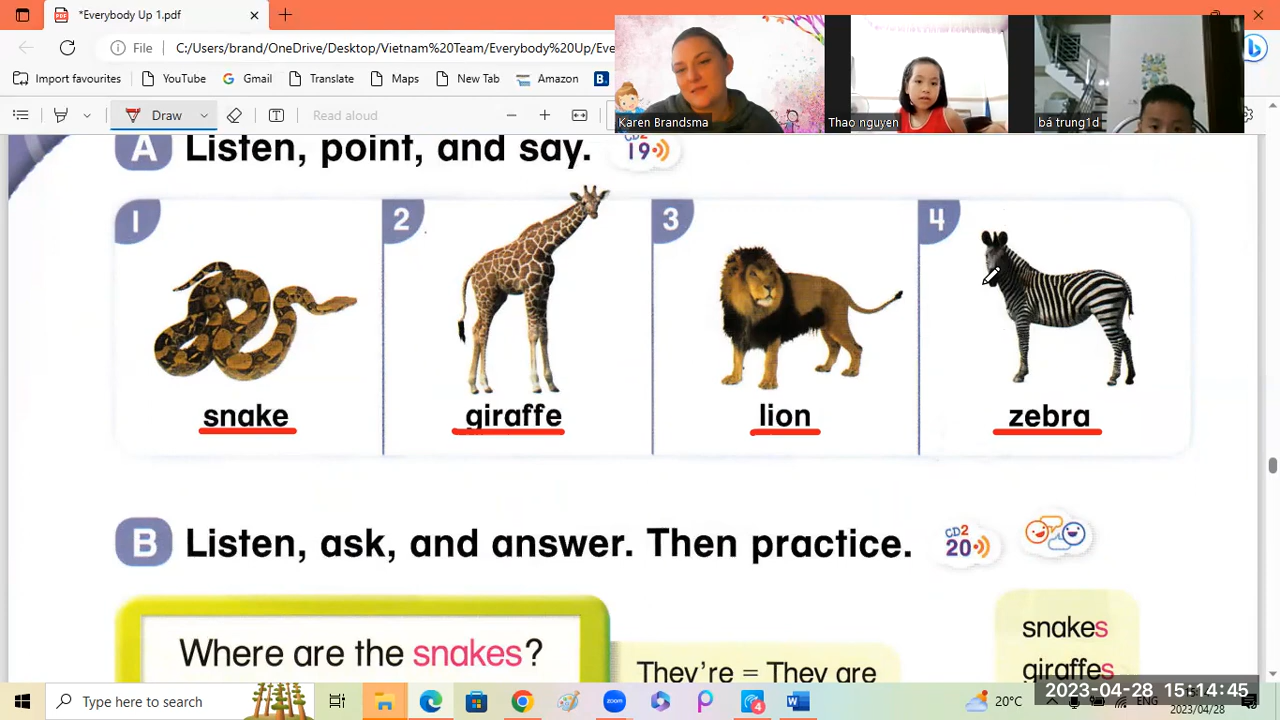 *Everybody Up 1.pdf
File C:/Users/brand/OneDrive/Desktop/Vietnam%20Team/Everybody%20Up/Eve
Import favourites YouTube Gmail Translate Maps New Tab Amazon B.
Draw Read aloud
Karen Brandsma
Thao nguyen
bá trung1d
A Listen, point, and say. CD2 19
1 2 3 4
snake giraffe lion zebra
B Listen, ask, and answer. Then practice. CD2 20
Where are the snakes?
They're = They are
snakes
giraffes
Type here to search
zoom
4
20°C
ENG
2023-04-28 15:14:45
2023/04/28